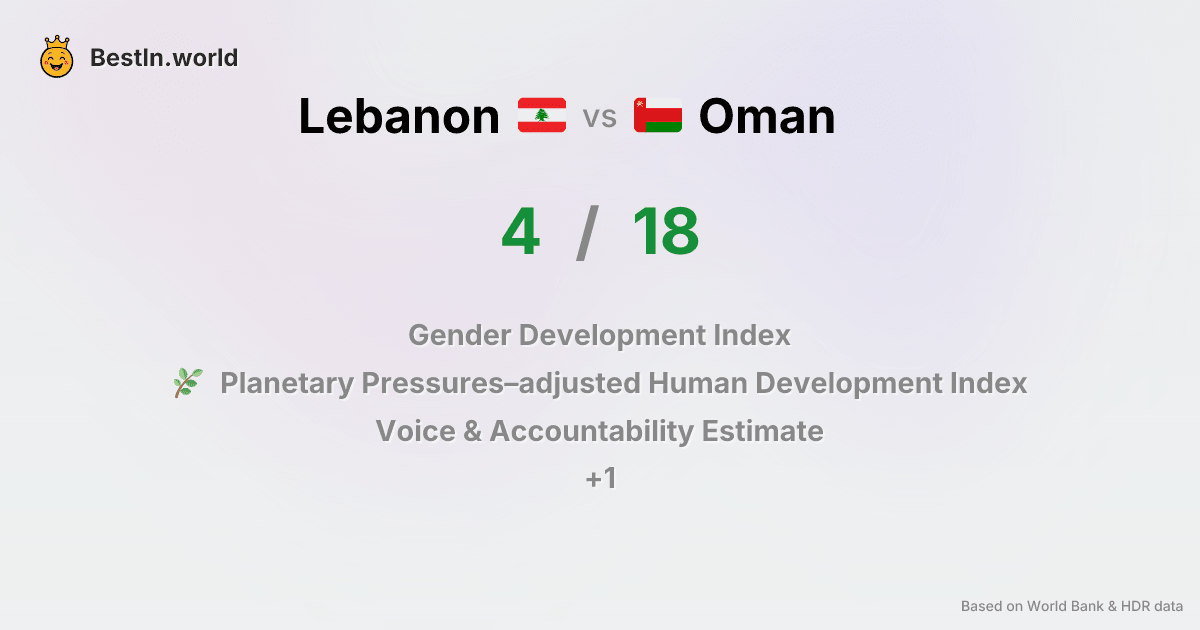 BestIn.world
Lebanon vs Oman
4 / 18
Gender Development Index
Planetary Pressures–adjusted Human Development Index
Voice & Accountability Estimate
+1
Based on World Bank & HDR data